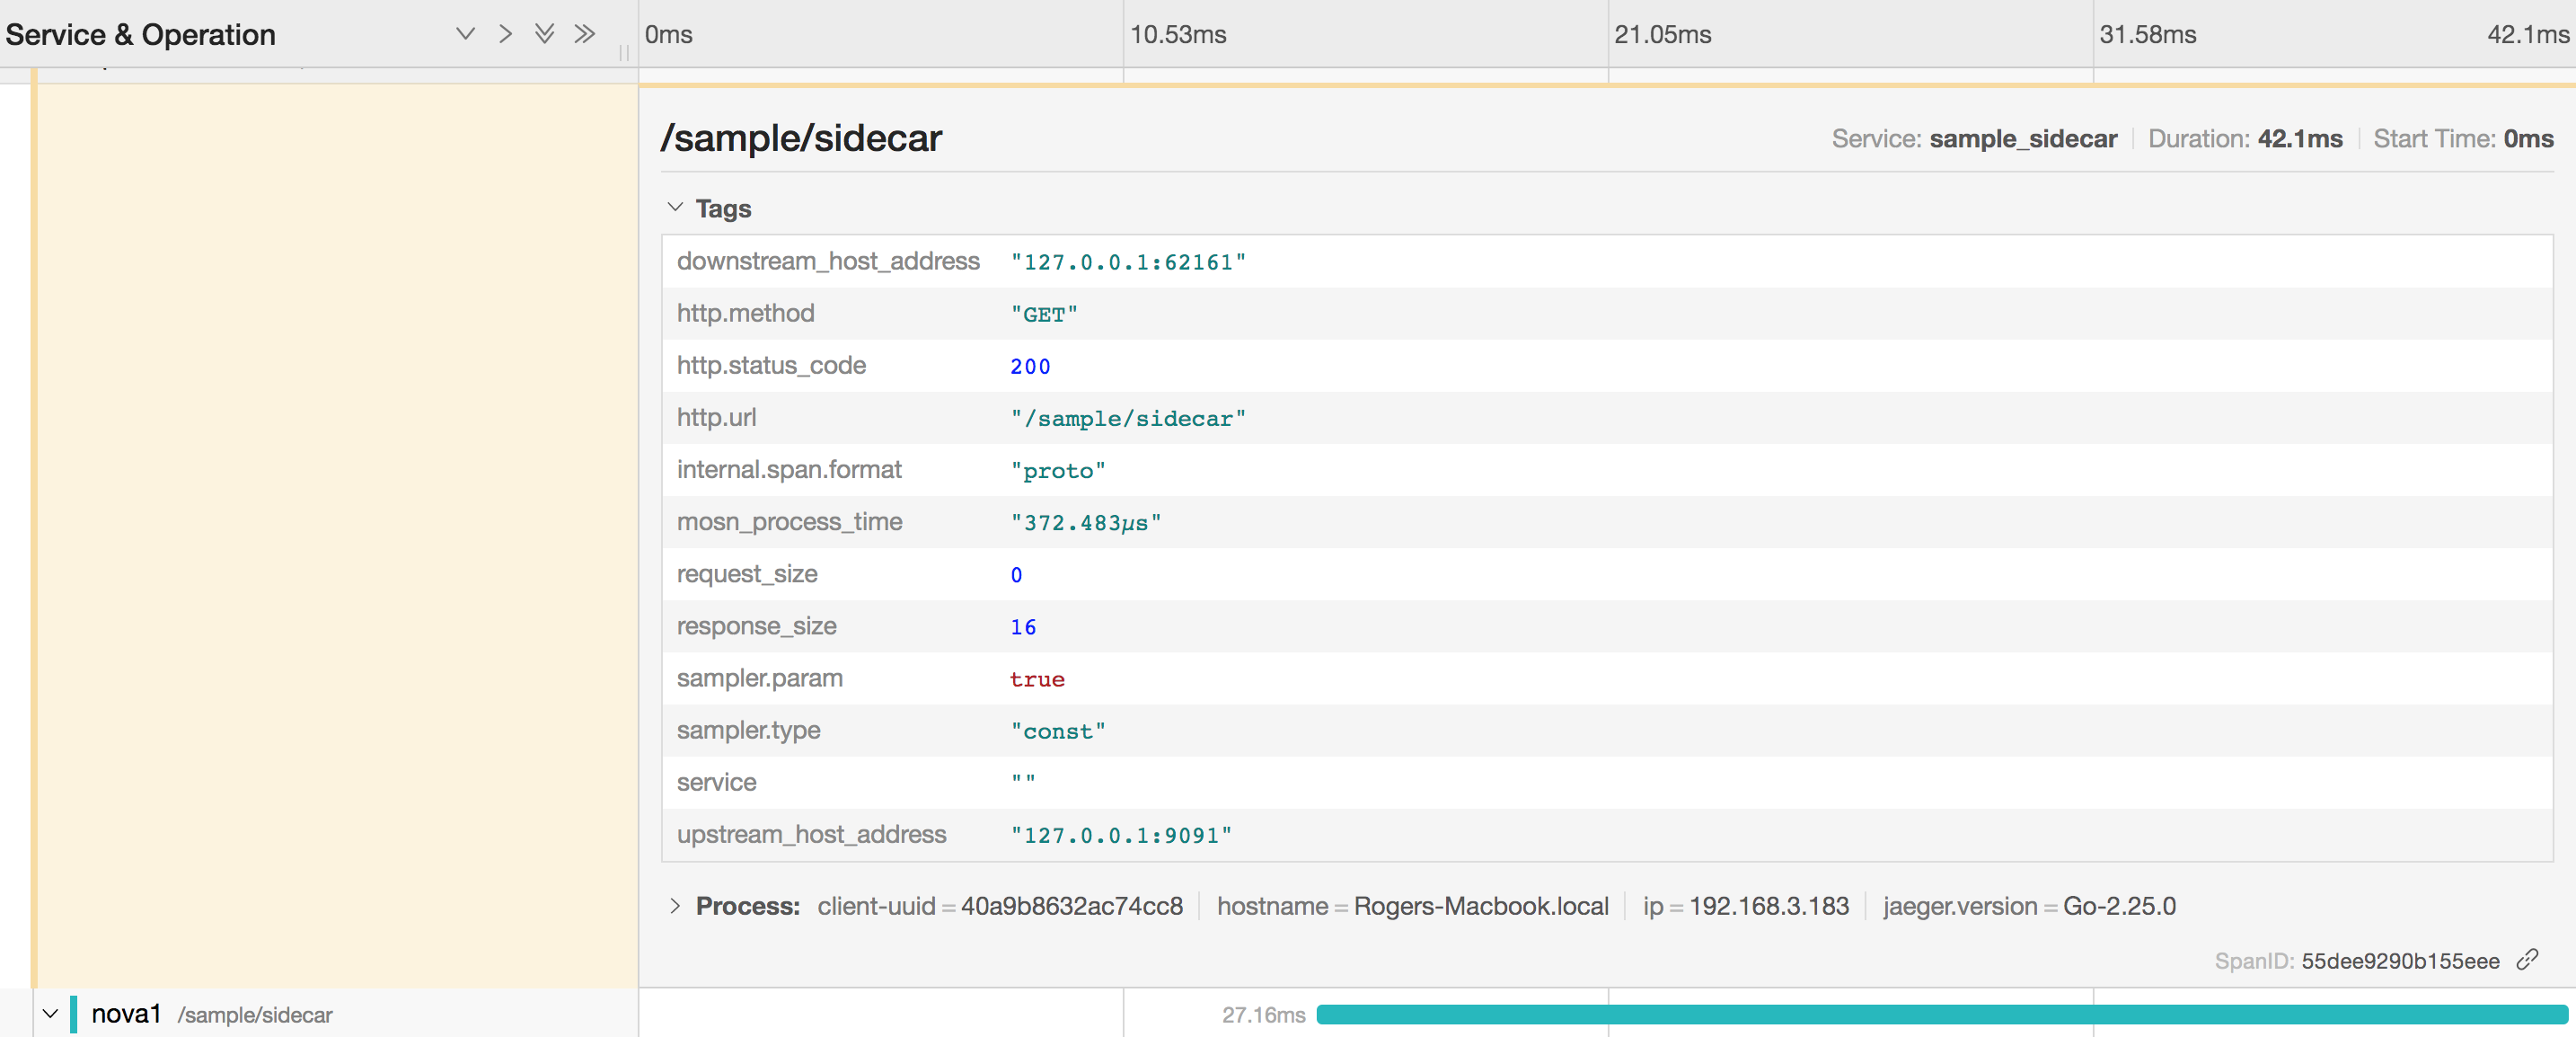 Service & Operation 0ms 10.53ms 21.05ms 31.58ms 42.1ms
/sample/sidecar Service: sample_sidecar Duration: 42.1ms Start Time: 0ms
Tags
downstream_host_address "127.0.0.1:62161"
http.method "GET"
http.status_code 200
http.url "/sample/sidecar"
internal.span.format "proto"
mosn_process_time "372.483µs"
request_size 0
response_size 16
sampler.param true
sampler.type "const"
service ""
upstream_host_address "127.0.0.1:9091"
Process: client-uuid = 40a9b8632ac74cc8 hostname = Rogers-Macbook.local ip = 192.168.3.183 jaeger.version = Go-2.25.0
SpanID: 55dee9290b155eee
nova1 /sample/sidecar 27.16ms